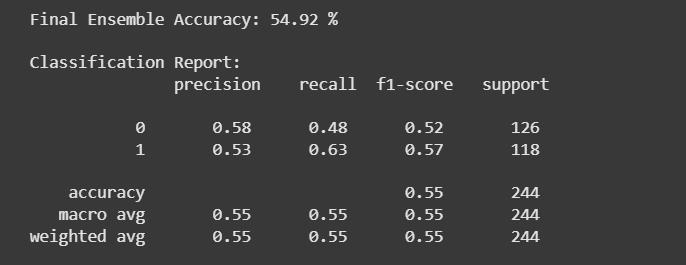 Final Ensemble Accuracy: 54.92 %
Classification Report:
precision recall f1-score support
0 0.58 0.48 0.52 126
1 0.53 0.63 0.57 118
accuracy 0.55 244
macro avg 0.55 0.55 0.55 244
weighted avg 0.55 0.55 0.55 244